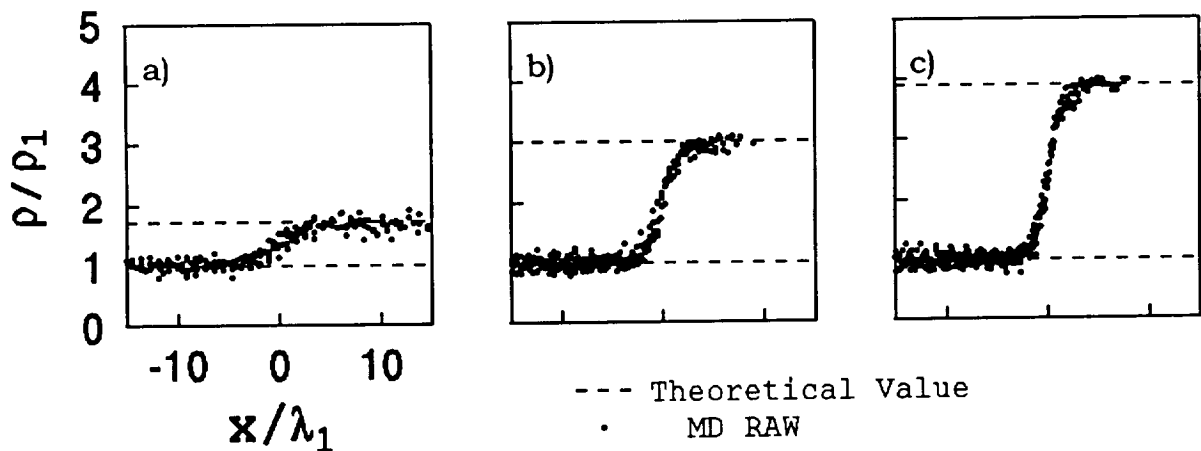 5
4
3
2
1
0
ρ/ρ1
a)
b)
c)
-10 0 10
x/λ1
--- Theoretical Value
• MD RAW